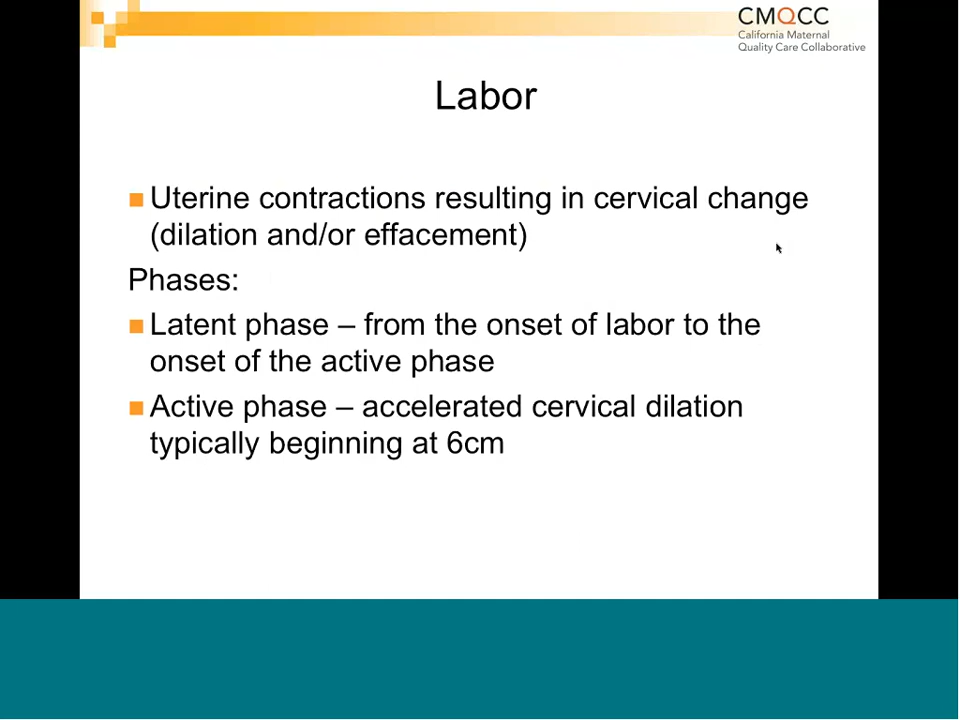 CMQCC
California Maternal
Quality Care Collaborative
Labor
Uterine contractions resulting in cervical change
(dilation and/or effacement)
Phases:
Latent phase – from the onset of labor to the
onset of the active phase
Active phase – accelerated cervical dilation
typically beginning at 6cm